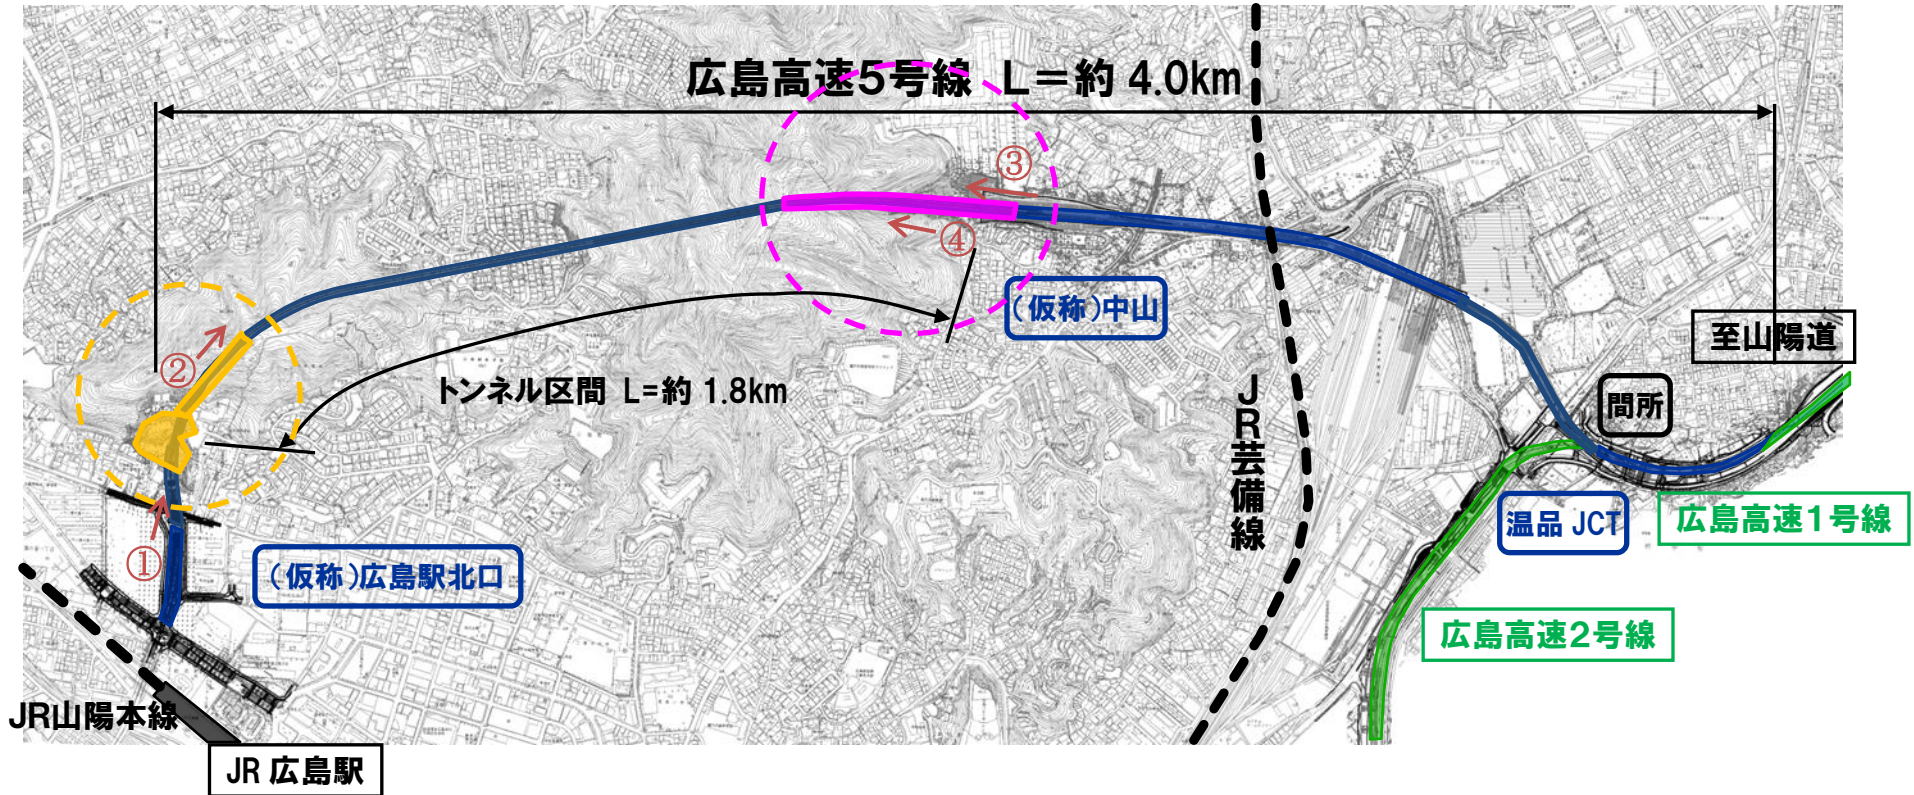 広島高速5号線 L＝約 4.0km
③
④
（仮称）中山
②
至山陽道
トンネル区間 L=約 1.8km
JR芸備線
間所
温品 JCT
広島高速1号線
①
（仮称）広島駅北口
広島高速2号線
JR山陽本線
JR 広島駅